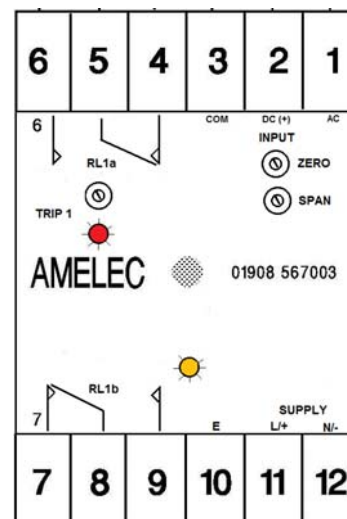 6 5 4 3 2 1
6 COM DC (+) AC
INPUT
RL1a ZERO
TRIP 1 SPAN
AMELEC 01908 567003
RL1b SUPPLY
7 E L/+ N/-
7 8 9 10 11 12